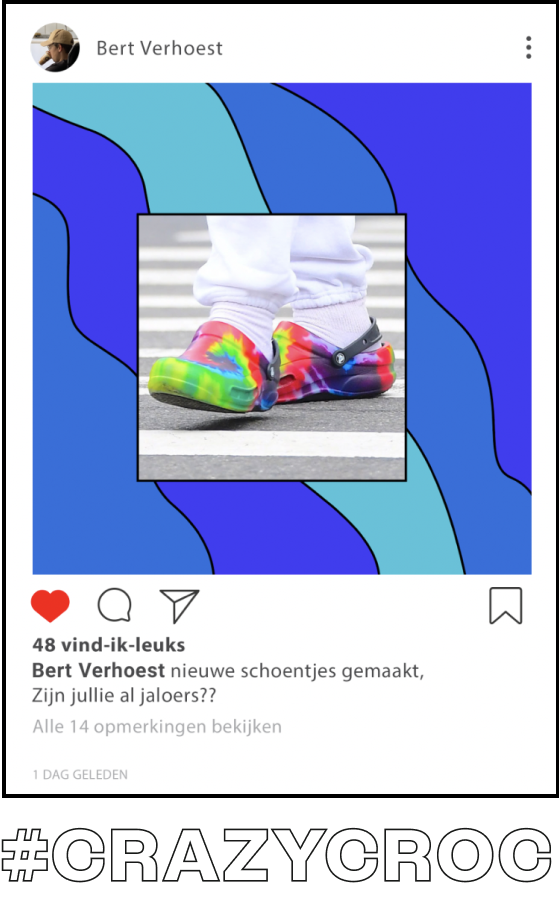 Bert Verhoest
48 vind-ik-leuks
Bert Verhoest nieuwe schoentjes gemaakt,
Zijn jullie al jaloers??
Alle 14 opmerkingen bekijken
1 DAG GELEDEN
#CRAZYCROC